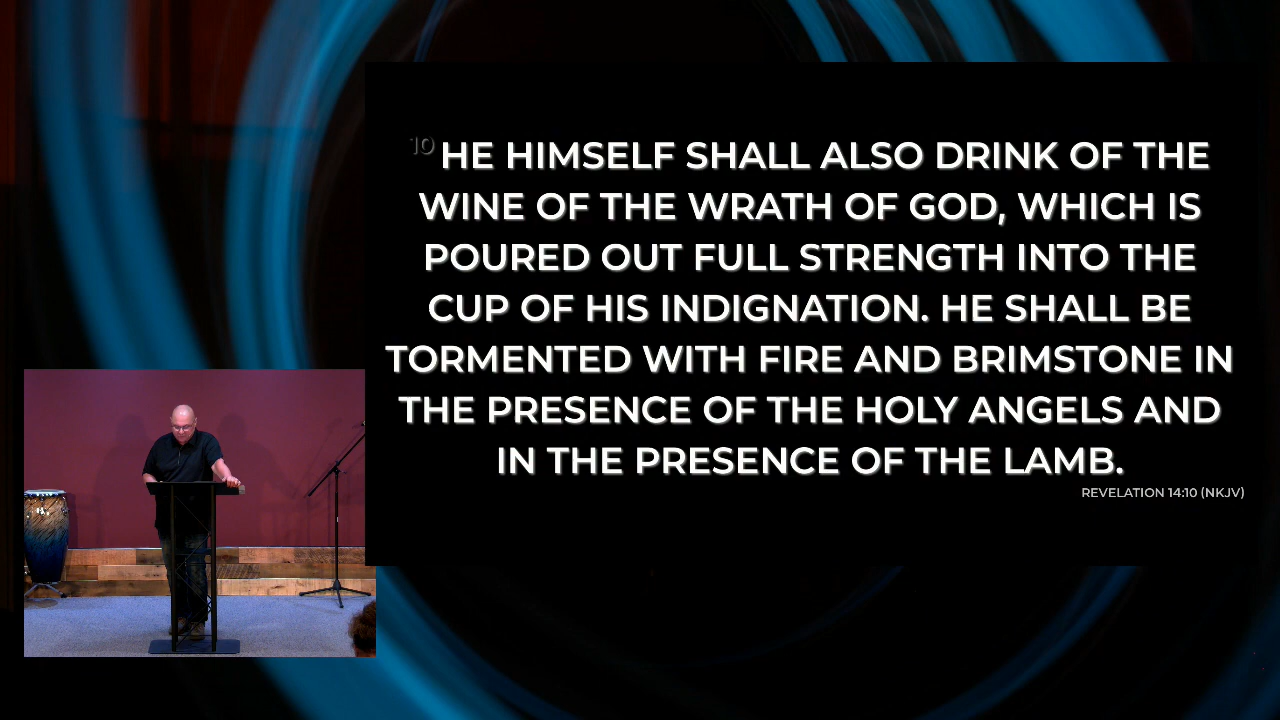 10 HE HIMSELF SHALL ALSO DRINK OF THE
WINE OF THE WRATH OF GOD, WHICH IS
POURED OUT FULL STRENGTH INTO THE
CUP OF HIS INDIGNATION. HE SHALL BE
TORMENTED WITH FIRE AND BRIMSTONE IN
THE PRESENCE OF THE HOLY ANGELS AND
IN THE PRESENCE OF THE LAMB.
REVELATION 14:10 (NKJV)